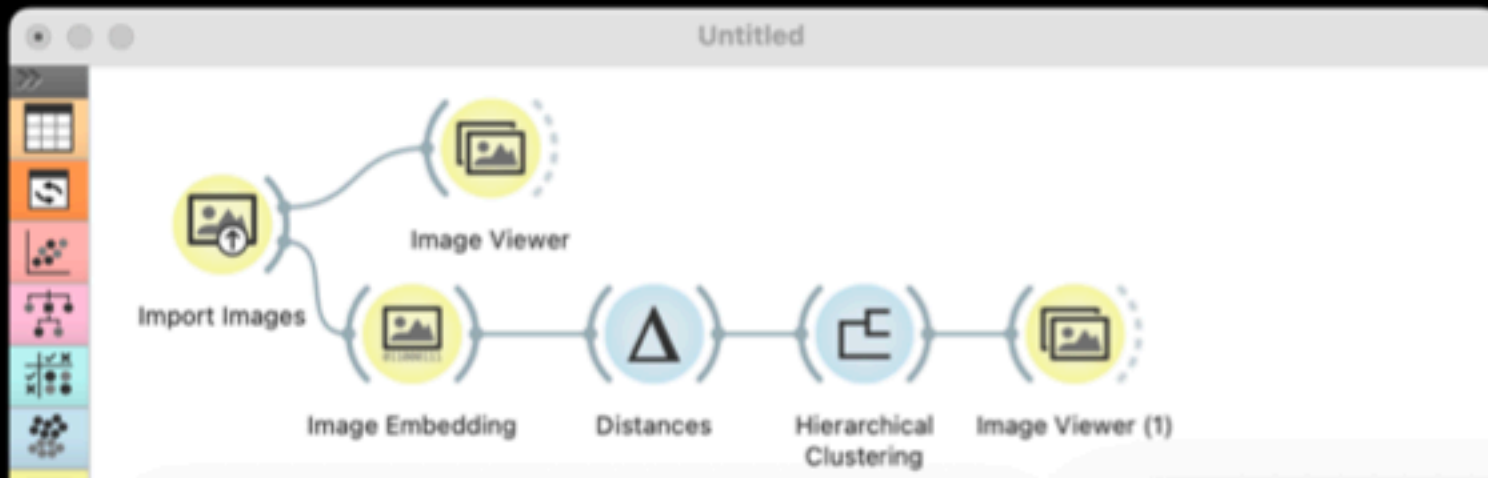 Untitled
Image Viewer
Import Images
Image Embedding
Distances
Hierarchical
Clustering
Image Viewer (1)